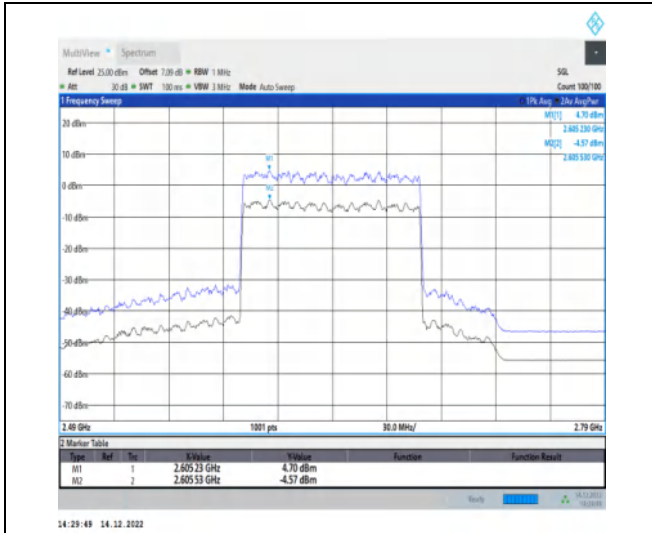 MultiView Spectrum
Ref Level 25.00 dBm Offset 7.09 dB RBW 1 MHz SGL
Att 30 dB SWT 100 ms VBW 3 MHz Mode Auto Sweep Count 100/100
1 Frequency Sweep 1Pk Avg 2Av AvgPwr
M1[1] 4.70 dBm
2.605 230 GHz
M2[2] -4.57 dBm
2.605 530 GHz
20 dBm
10 dBm
M1
0 dBm
M2
-10 dBm
-20 dBm
-30 dBm
-40 dBm
-50 dBm
-60 dBm
-70 dBm
2.49 GHz 1001 pts 30.0 MHz/ 2.79 GHz
2 Marker Table
Type Ref Trc X-Value Y-Value Function Function Result
M1 1 2.605 23 GHz 4.70 dBm
M2 2 2.605 53 GHz -4.57 dBm
Ready 14.12.2022
14:29:49 14.12.2022